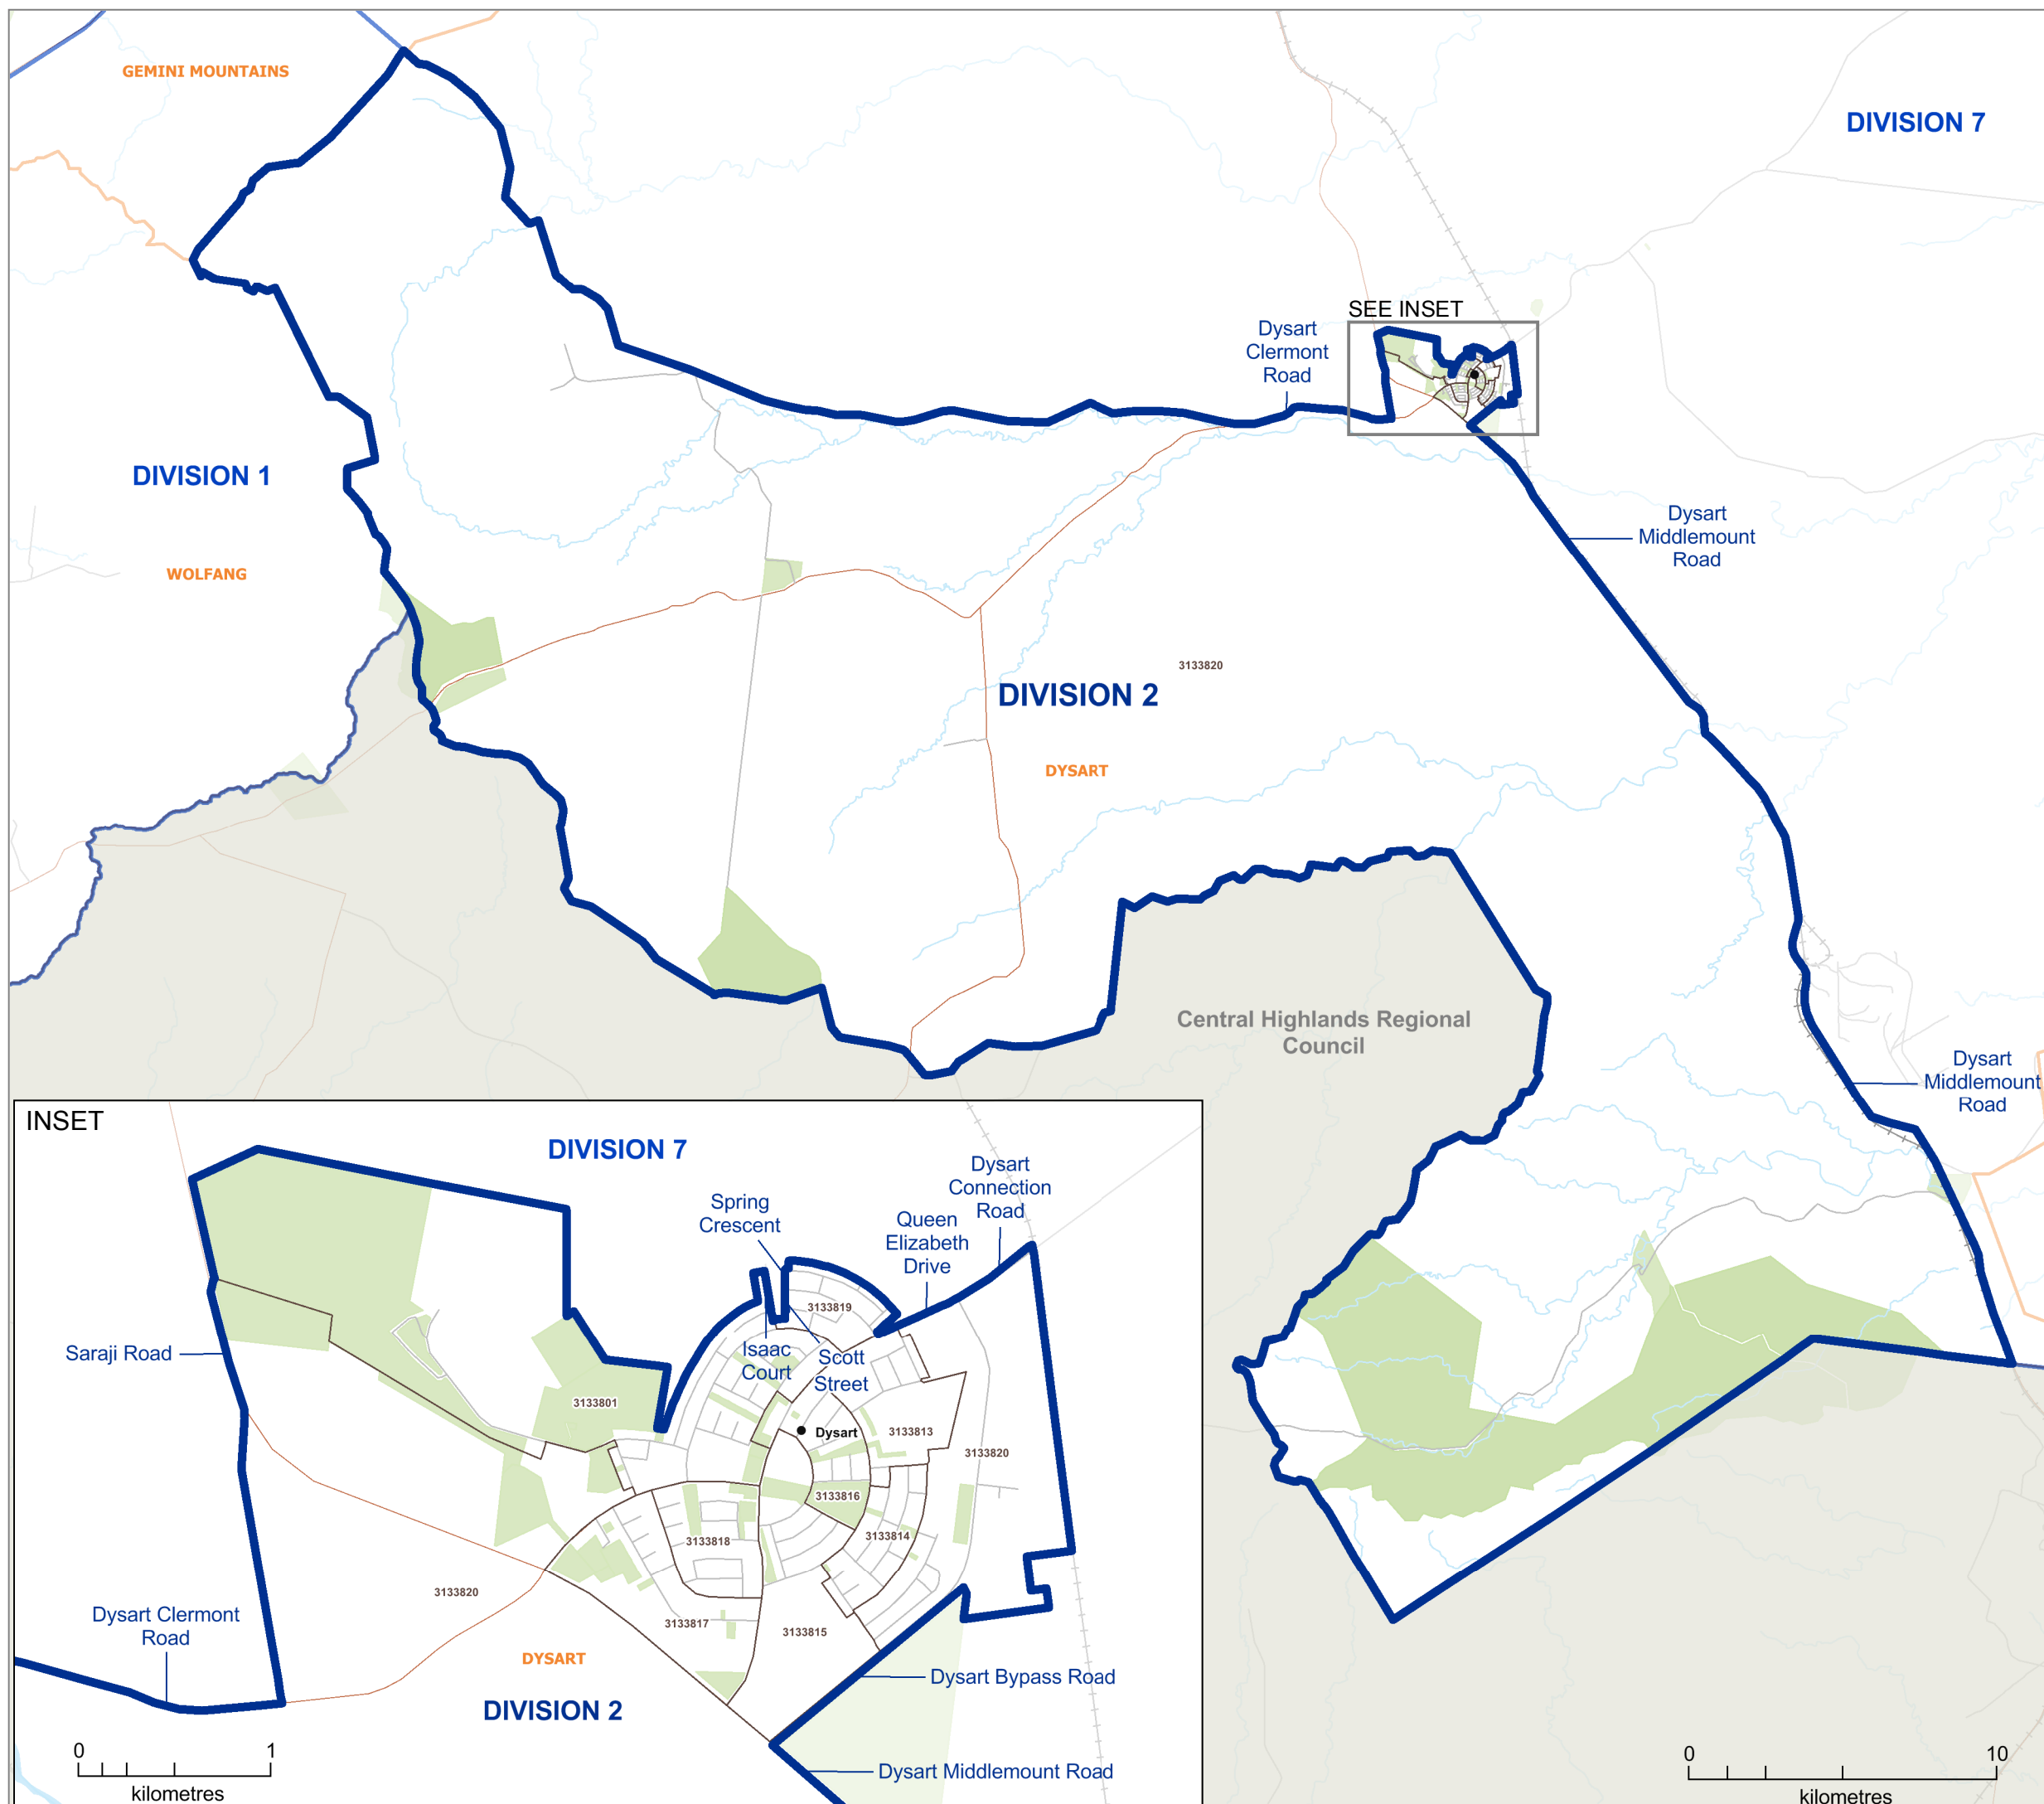 GEMINI MOUNTAINS
DIVISION 7
SEE INSET
Dysart
Clermont
Road
DIVISION 1
Dysart
Middlemount
Road
WOLFANG
3133820
DIVISION 2
DYSART
Central Highlands Regional
Council
Dysart
Middlemount
Road
INSET
DIVISION 7
Dysart
Connection
Road
Spring
Crescent
Queen
Elizabeth
Drive
3133819
Saraji Road
Isaac
Court
Scott
Street
3133801
Dysart
3133813
3133820
3133816
3133814
3133818
3133820
Dysart Clermont
Road
3133817
3133815
DYSART
Dysart Bypass Road
DIVISION 2
Dysart Middlemount Road
0 1
kilometres
0 10
kilometres